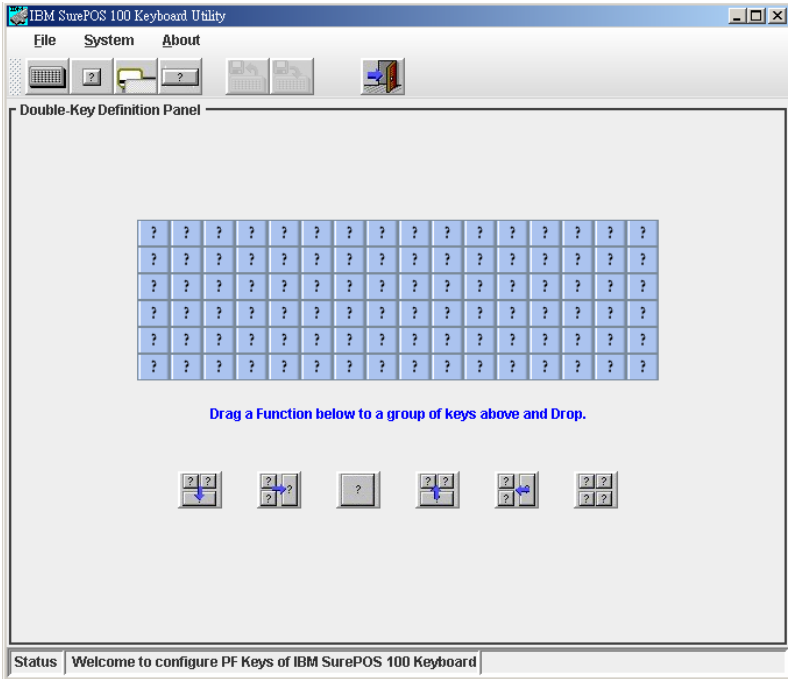 IBM SurePOS 100 Keyboard Utility
File System About
? ?
Double-Key Definition Panel
? ? ? ? ? ? ? ? ? ? ? ? ? ? ? ?
? ? ? ? ? ? ? ? ? ? ? ? ? ? ? ?
? ? ? ? ? ? ? ? ? ? ? ? ? ? ? ?
? ? ? ? ? ? ? ? ? ? ? ? ? ? ? ?
? ? ? ? ? ? ? ? ? ? ? ? ? ? ? ?
? ? ? ? ? ? ? ? ? ? ? ? ? ? ? ?
Drag a Function below to a group of keys above and Drop.
? ? ? ? ? ? ? ? ? ?
? ? ? ? ?
Status Welcome to configure PF Keys of IBM SurePOS 100 Keyboard